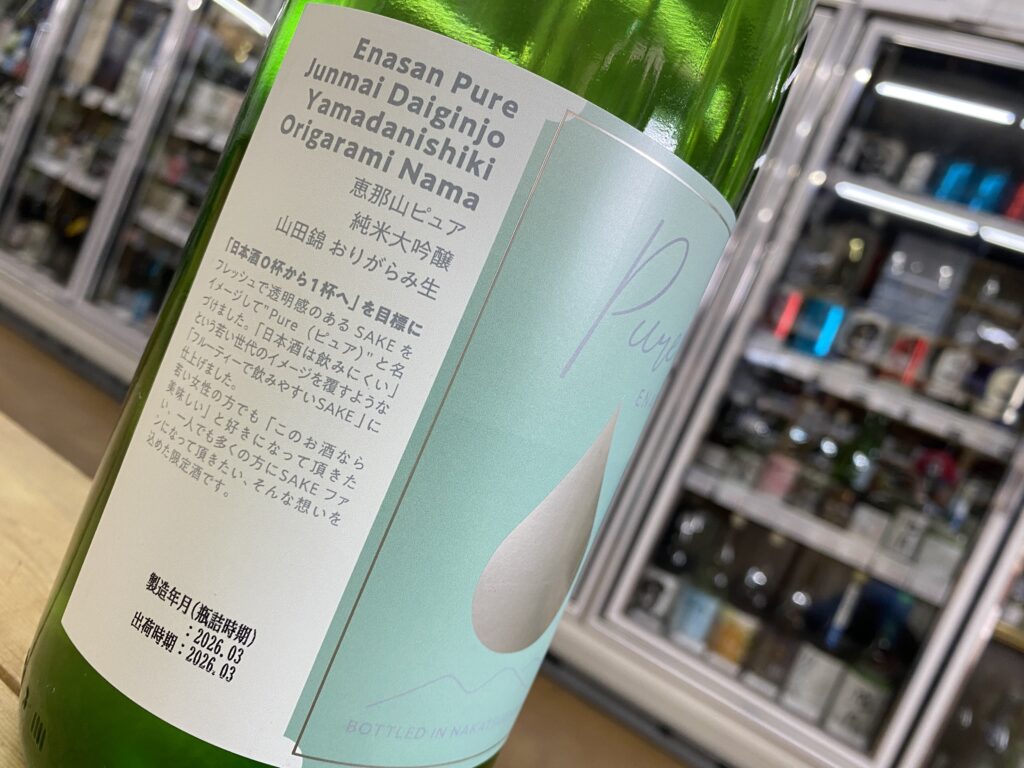 Enasan Pure
Junmai Daiginjo
Yamadanishiki
Origarami Nama
恵那山ピュア
純米大吟醸
山田錦 おりがらみ生
「日本酒0杯から1杯へ」を目標に
フレッシュで透明感のあるSAKEを
イメージして"Pure(ピュア)"と名
づけました。「日本酒は飲みにくい」
という若い世代のイメージを覆すような
「フルーティーで飲みやすいSAKE」に
仕上げました。
若い女性の方でも「このお酒なら
美味しい」と好きになって頂きた
い、一人でも多くの方にSAKEファ
ンになって頂きたい、そんな想いを
込めた限定酒です。
製造年月(瓶詰時期)
:2026.03
出荷時期:2026.03
Pure
BOTTLED IN